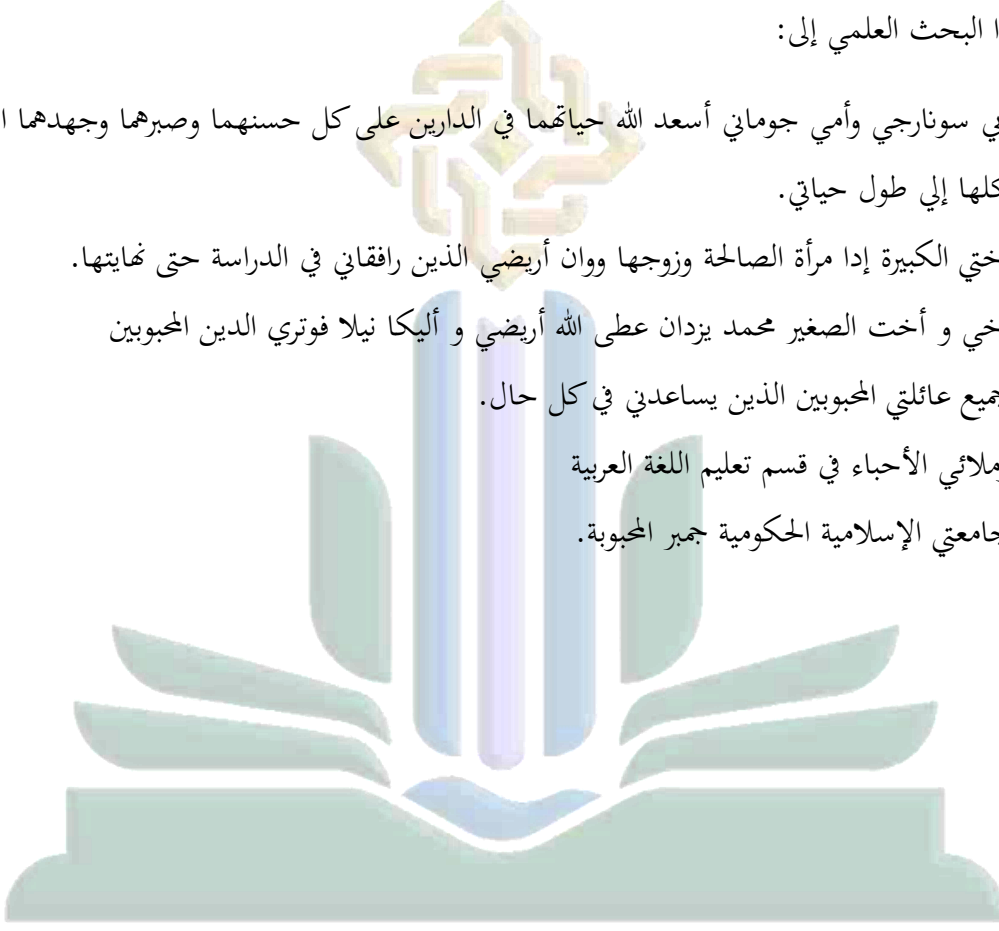 ا البحث العلمي إلى:
بي سونارجي وأمي جوماني أسعد الله حياتهما في الدارين على كل حسنهما وصبرهما وجهدهما ا
كلها إلي طول حياتي.
ختي الكبيرة إدا مرأة الصالحة وزوجها ووان أريضي الذين رافقاني في الدراسة حتى نهايتها.
خي و أخت الصغير محمد يزدان عطى الله أريضي و أليكا نيلا فوتري الدين المحبوبين
جميع عائلتي المحبوبين الذين يساعدني في كل حال.
زملائي الأحباء في قسم تعليم اللغة العربية
جامعتي الإسلامية الحكومية جمبر المحبوبة.